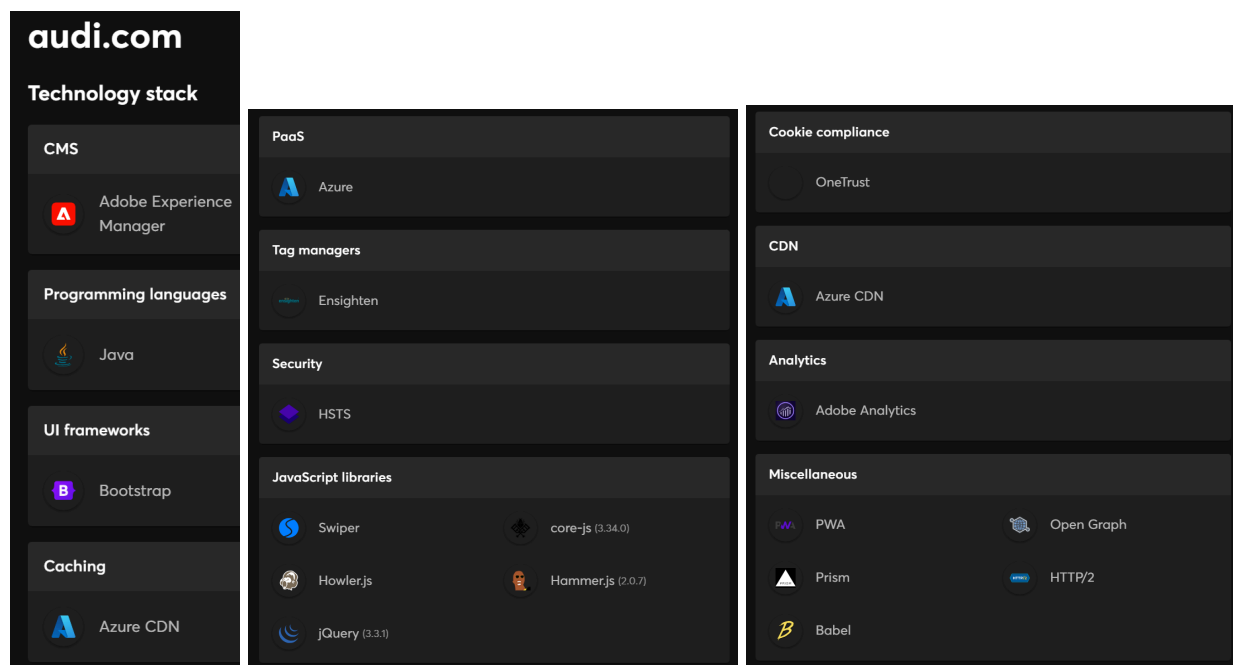 audi.com
Technology stack
CMS
Adobe Experience
Manager
Programming languages
Java
UI frameworks
B
Bootstrap
Caching
Azure CDN
PaaS
Azure
Tag managers
Ensighten
Security
HSTS
JavaScript libraries
Swiper
core-js (3.34.0)
Howler.js
Hammer.js (2.0.7)
jQuery (3.3.1)
Cookie compliance
OneTrust
CDN
Azure CDN
Analytics
Adobe Analytics
Miscellaneous
PWA PWA
Open Graph
Prism
HTTP/2 HTTP/2
Babel